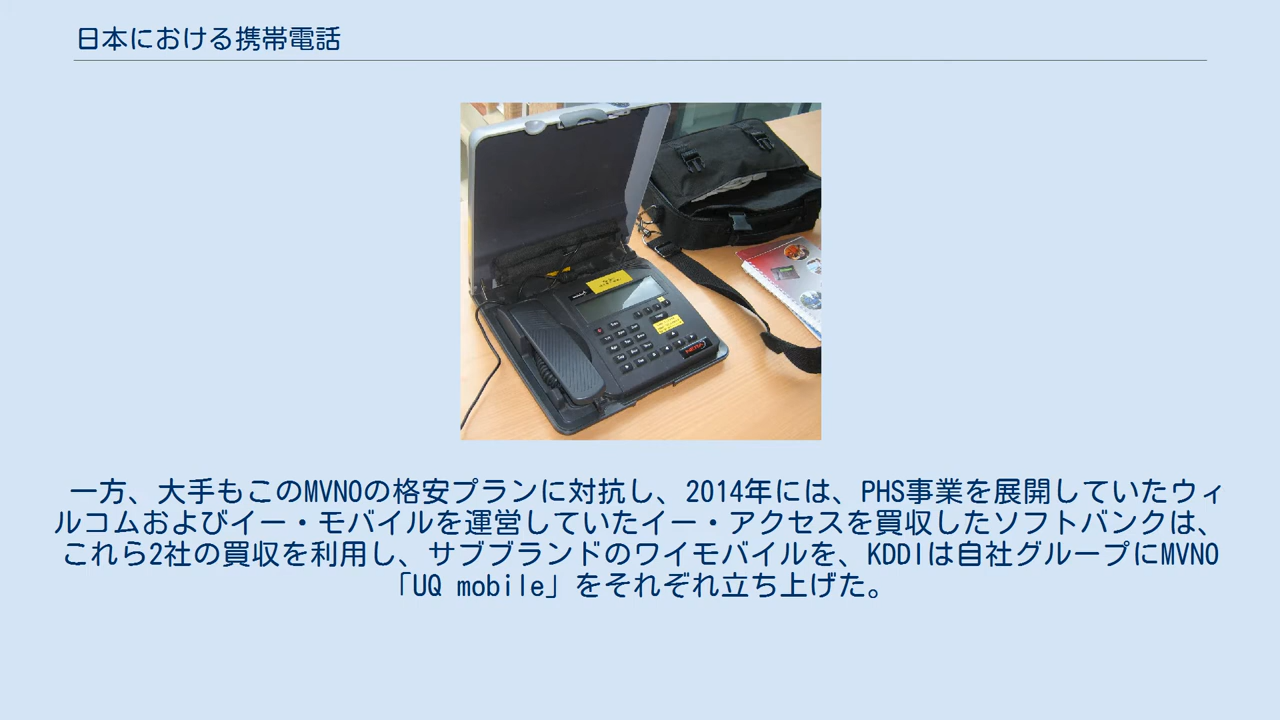 日本における携帯電話
一方、大手もこのMVNOの格安プランに対抗し、2014年には、PHS事業を展開していたウィ
ルコムおよびイー・モバイルを運営していたイー・アクセスを買収したソフトバンクは、
これら2社の買収を利用し、サブブランドのワイモバイルを、KDDIは自社グループにMVNO
「UQ mobile」をそれぞれ立ち上げた。